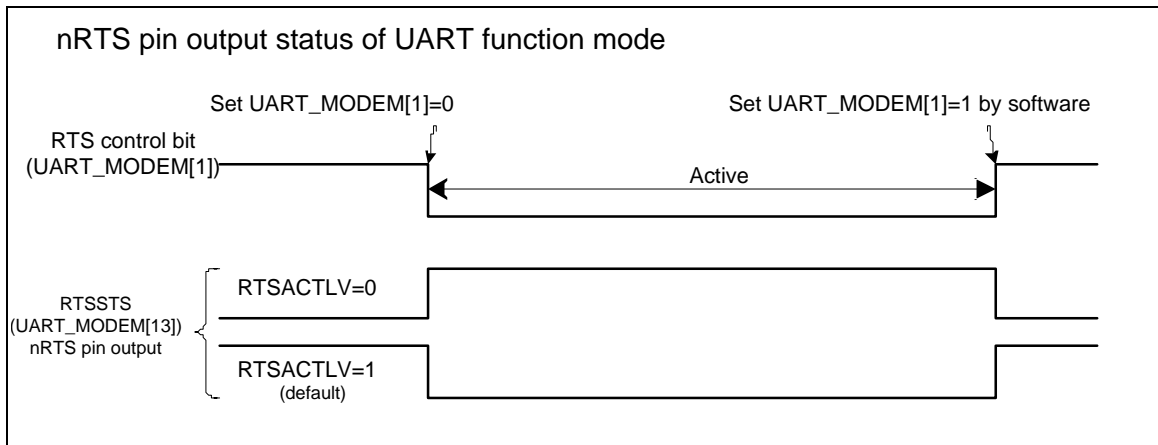 nRTS pin output status of UART function mode
Set UART_MODEM[1]=0
Set UART_MODEM[1]=1 by software
RTS control bit
(UART_MODEM[1])
Active
RTSACTLV=0
RTSSTS
(UART_MODEM[13])
nRTS pin output
RTSACTLV=1
(default)